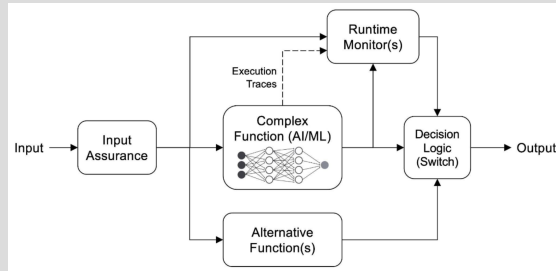 Runtime
Monitor(s)
Execution
Traces
Complex
Function (AI/ML)
Input
Input
Assurance
Decision
Logic
(Switch)
Output
Alternative
Function(s)